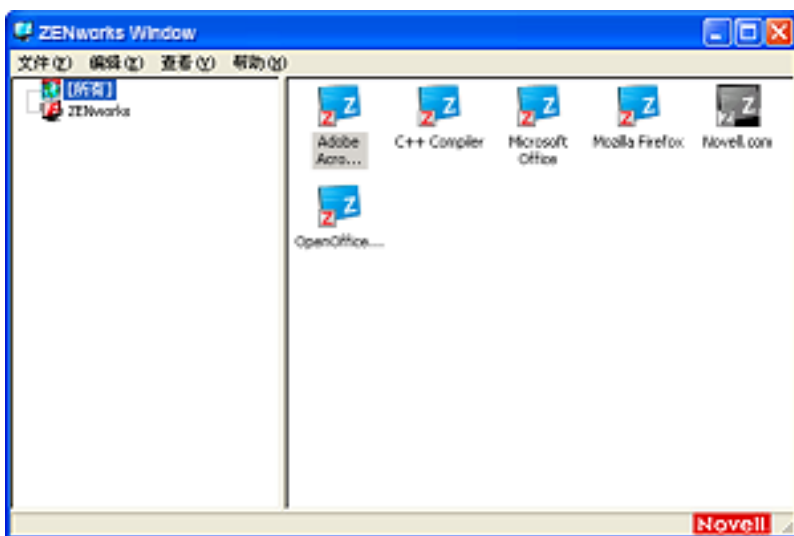 ZENworks Window
文件(F) 编辑(E) 查看(V) 帮助(H)
[所有]
ZENworks
Adobe
Acro...
C++ Compiler
Microsoft
Office
Mozilla Firefox
Novell.com
OpenOffice....
Novell